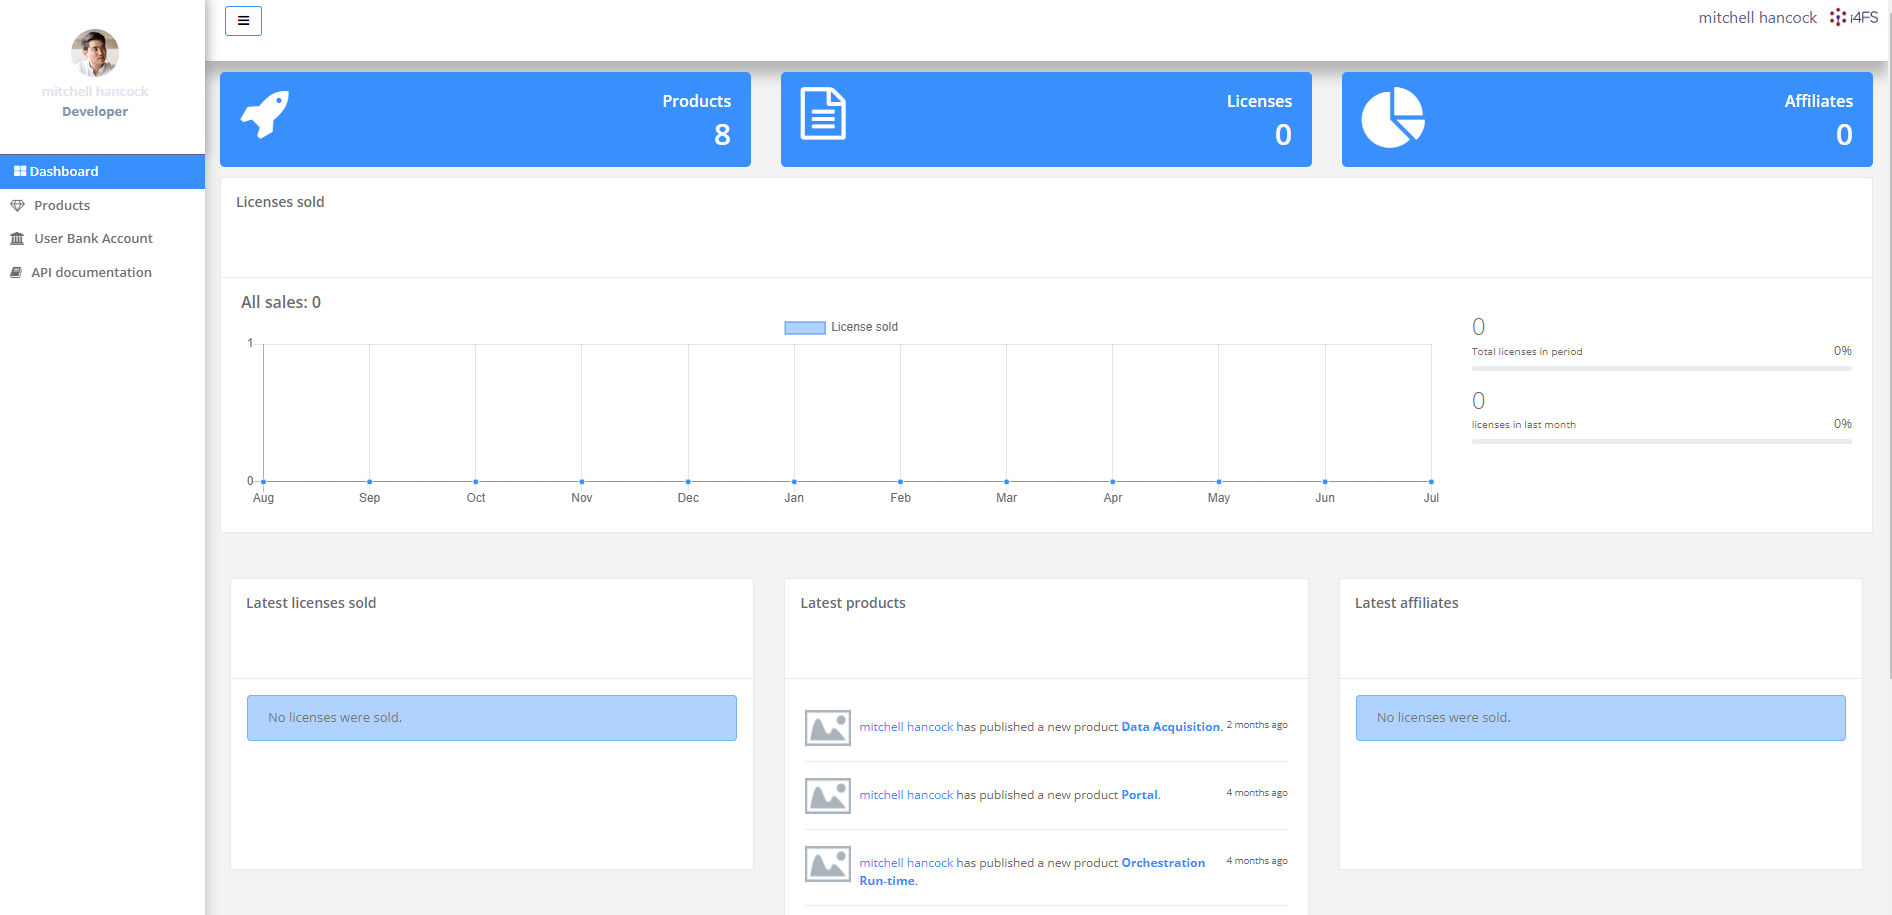 mitchell hancock
i4FS
mitchell hancock
Developer
Dashboard
Products
User Bank Account
API documentation
Products
8
Licenses
0
Affiliates
0
Licenses sold
All sales: 0
License sold
1
0
Aug Sep Oct Nov Dec Jan Feb Mar Apr May Jun Jul
0
Total licenses in period 0%
0
licenses in last month 0%
Latest licenses sold
No licenses were sold.
Latest products
mitchell hancock has published a new product Data Acquisition. 2 months ago
mitchell hancock has published a new product Portal. 4 months ago
mitchell hancock has published a new product Orchestration 4 months ago
Run-time.
Latest affiliates
No licenses were sold.